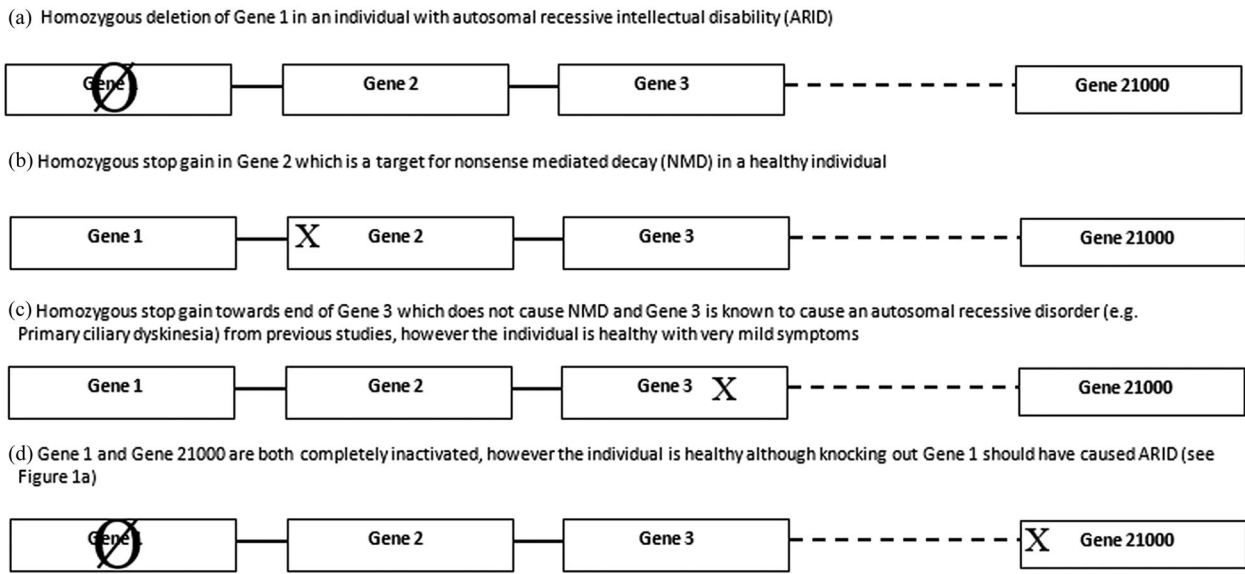 (a) Homozygous deletion of Gene 1 in an individual with autosomal recessive intellectual disability (ARID)
Gene Ø Gene 2 Gene 3 Gene 21000
(b) Homozygous stop gain in Gene 2 which is a target for nonsense mediated decay (NMD) in a healthy individual
Gene 1 X Gene 2 Gene 3 Gene 21000
(c) Homozygous stop gain towards end of Gene 3 which does not cause NMD and Gene 3 is known to cause an autosomal recessive disorder (e.g.
Primary ciliary dyskinesia) from previous studies, however the individual is healthy with very mild symptoms
Gene 1 Gene 2 Gene 3 X Gene 21000
(d) Gene 1 and Gene 21000 are both completely inactivated, however the individual is healthy although knocking out Gene 1 should have caused ARID (see
Figure 1a)
Gene 1 Ø Gene 2 Gene 3 X Gene 21000